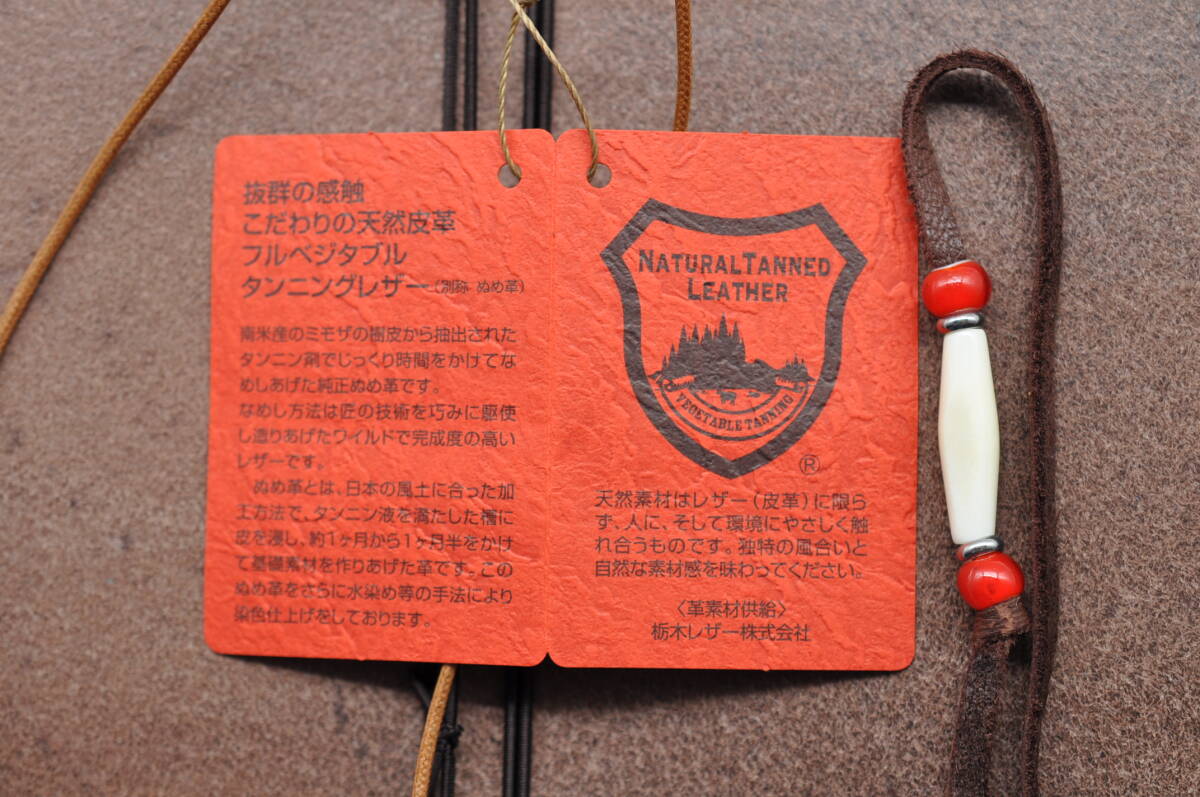 抜群の感触
こだわりの天然皮革
フルベジタブル
タンニングレザー(別称 ぬめ革)
南米産のミモザの樹皮から抽出された
タンニン剤でじっくり時間をかけてな
めしあげた純正ぬめ革です。
なめし方法は匠の技術を巧みに駆使
し造りあげたワイルドで完成度の高い
レザーです。
ぬめ革とは、日本の風土に合った加
工方法で、タンニン液を満たした槽に
皮を浸し、約1ヶ月から1ヶ月半をかけ
て基礎素材を作りあげた革です。この
ぬめ革をさらに水染め等の手法により
染色仕上げをしております。
NATURAL TANNED
LEATHER
VEGETABLE TANNING
®
天然素材はレザー(皮革)に限ら
ず、人に、そして環境にやさしく触
れ合うものです。独特の風合いと
自然な素材感を味わってください。
〈革素材供給〉
栃木レザー株式会社